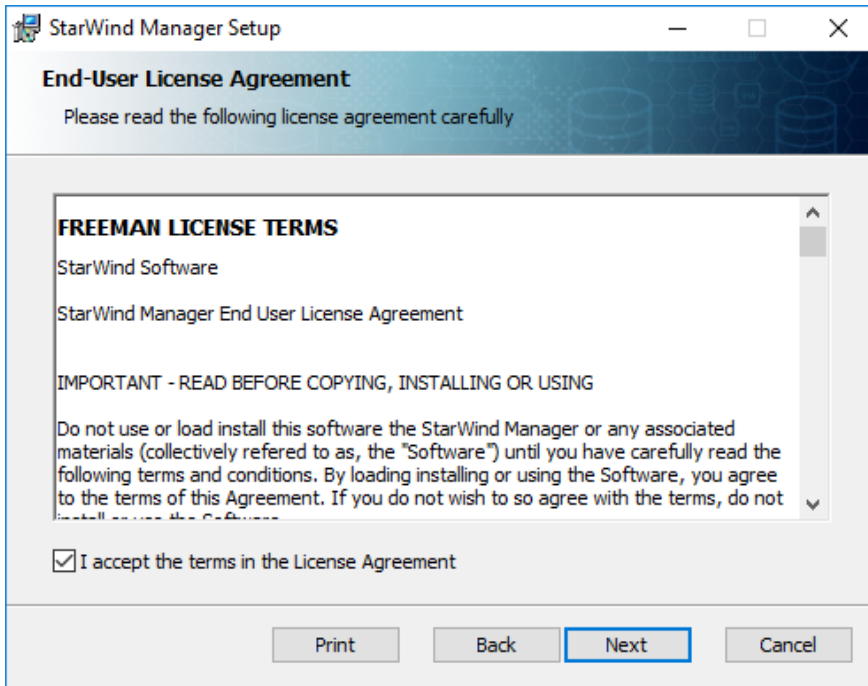 StarWind Manager Setup
End-User License Agreement
Please read the following license agreement carefully
FREEMAN LICENSE TERMS
StarWind Software
StarWind Manager End User License Agreement
IMPORTANT - READ BEFORE COPYING, INSTALLING OR USING
Do not use or load install this software the StarWind Manager or any associated
materials (collectively refered to as, the "Software") until you have carefully read the
following terms and conditions. By loading installing or using the Software, you agree
to the terms of this Agreement. If you do not wish to so agree with the terms, do not
install or use the Software
I accept the terms in the License Agreement
Print
Back
Next
Cancel